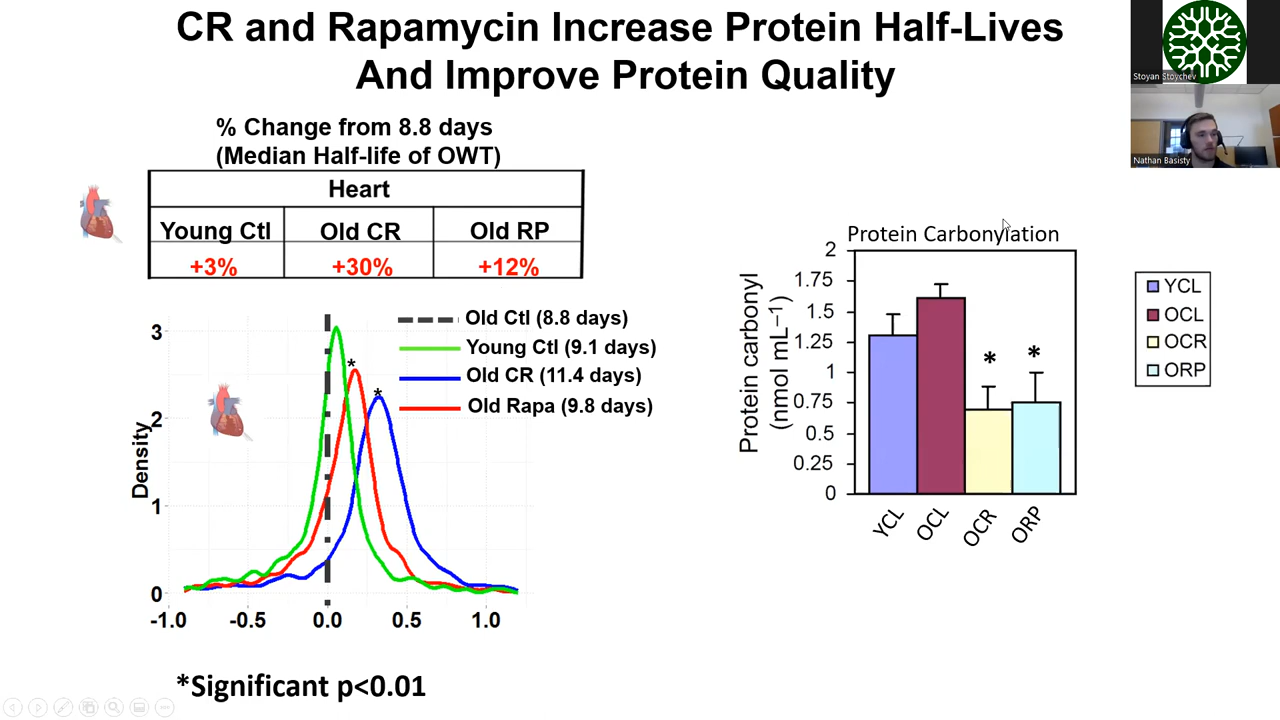 CR and Rapamycin Increase Protein Half-Lives
And Improve Protein Quality
Stoyan Stoychev
Nathan Basisty
% Change from 8.8 days
(Median Half-life of OWT)
Heart
Young Ctl Old CR Old RP
+3% +30% +12%
Old Ctl (8.8 days)
Young Ctl (9.1 days)
Old CR (11.4 days)
Old Rapa (9.8 days)
* *
Density
3
2
1
0
-1.0 -0.5 0.0 0.5 1.0
*Significant p<0.01
Protein Carbonylation
Protein carbonyl
(nmol mL−1)
2
1.75
1.5
1.25
1
0.75
0.5
0.25
0
* *
YCL OCL OCR ORP
YCL
OCL
OCR
ORP